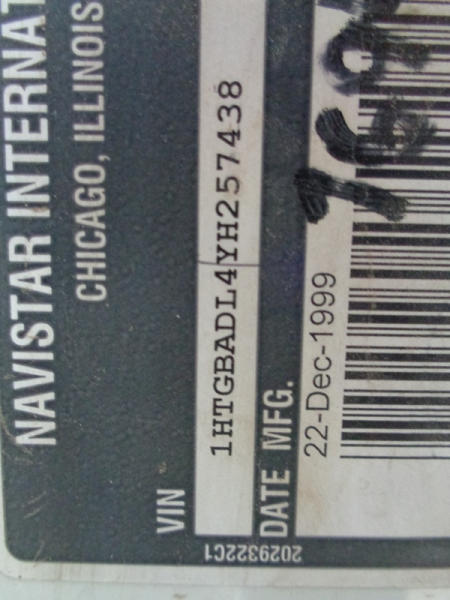 NAVISTAR INTERNAT
CHICAGO, ILLINOIS
VIN
1HTGBADL4YH257438
DATE MFG.
22-Dec-1999
2029322C1